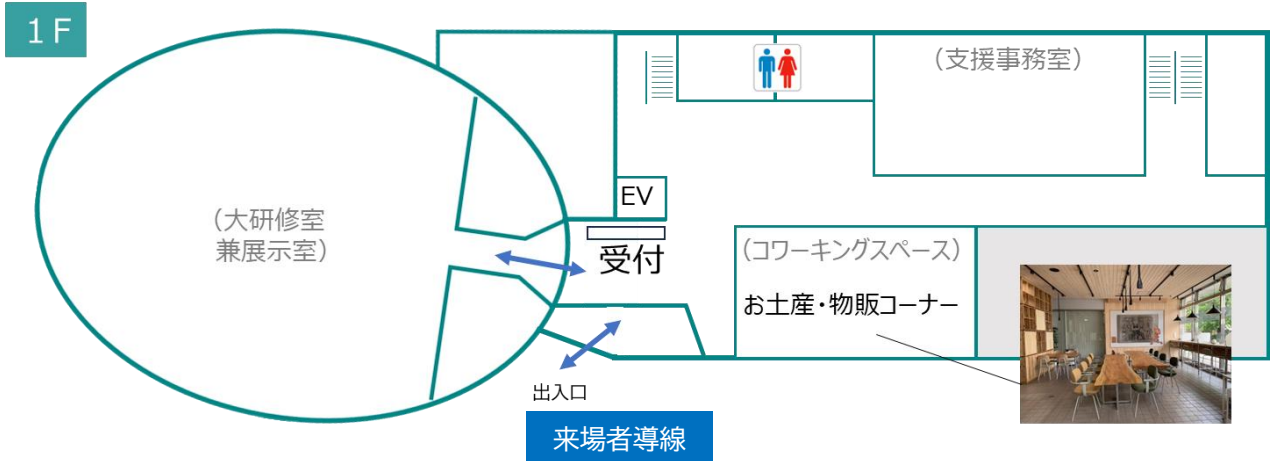 １Ｆ
（支援事務室）
EV
（大研修室
兼展示室）
受付
（コワーキングスペース）
お土産・物販コーナー
出入口
来場者導線